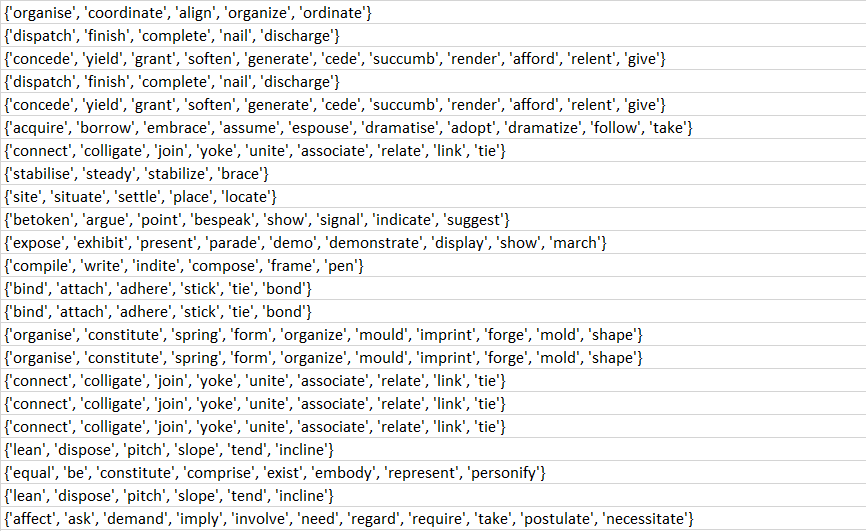 {'organise', 'coordinate', 'align', 'organize', 'ordinate'}
{'dispatch', 'finish', 'complete', 'nail', 'discharge'}
{'concede', 'yield', 'grant', 'soften', 'generate', 'cede', 'succumb', 'render', 'afford', 'relent', 'give'}
{'dispatch', 'finish', 'complete', 'nail', 'discharge'}
{'concede', 'yield', 'grant', 'soften', 'generate', 'cede', 'succumb', 'render', 'afford', 'relent', 'give'}
{'acquire', 'borrow', 'embrace', 'assume', 'espouse', 'dramatise', 'adopt', 'dramatize', 'follow', 'take'}
{'connect', 'colligate', 'join', 'yoke', 'unite', 'associate', 'relate', 'link', 'tie'}
{'stabilise', 'steady', 'stabilize', 'brace'}
{'site', 'situate', 'settle', 'place', 'locate'}
{'betoken', 'argue', 'point', 'bespeak', 'show', 'signal', 'indicate', 'suggest'}
{'expose', 'exhibit', 'present', 'parade', 'demo', 'demonstrate', 'display', 'show', 'march'}
{'compile', 'write', 'indite', 'compose', 'frame', 'pen'}
{'bind', 'attach', 'adhere', 'stick', 'tie', 'bond'}
{'bind', 'attach', 'adhere', 'stick', 'tie', 'bond'}
{'organise', 'constitute', 'spring', 'form', 'organize', 'mould', 'imprint', 'forge', 'mold', 'shape'}
{'organise', 'constitute', 'spring', 'form', 'organize', 'mould', 'imprint', 'forge', 'mold', 'shape'}
{'connect', 'colligate', 'join', 'yoke', 'unite', 'associate', 'relate', 'link', 'tie'}
{'connect', 'colligate', 'join', 'yoke', 'unite', 'associate', 'relate', 'link', 'tie'}
{'connect', 'colligate', 'join', 'yoke', 'unite', 'associate', 'relate', 'link', 'tie'}
{'lean', 'dispose', 'pitch', 'slope', 'tend', 'incline'}
{'equal', 'be', 'constitute', 'comprise', 'exist', 'embody', 'represent', 'personify'}
{'lean', 'dispose', 'pitch', 'slope', 'tend', 'incline'}
{'affect', 'ask', 'demand', 'imply', 'involve', 'need', 'regard', 'require', 'take', 'postulate', 'necessitate'}